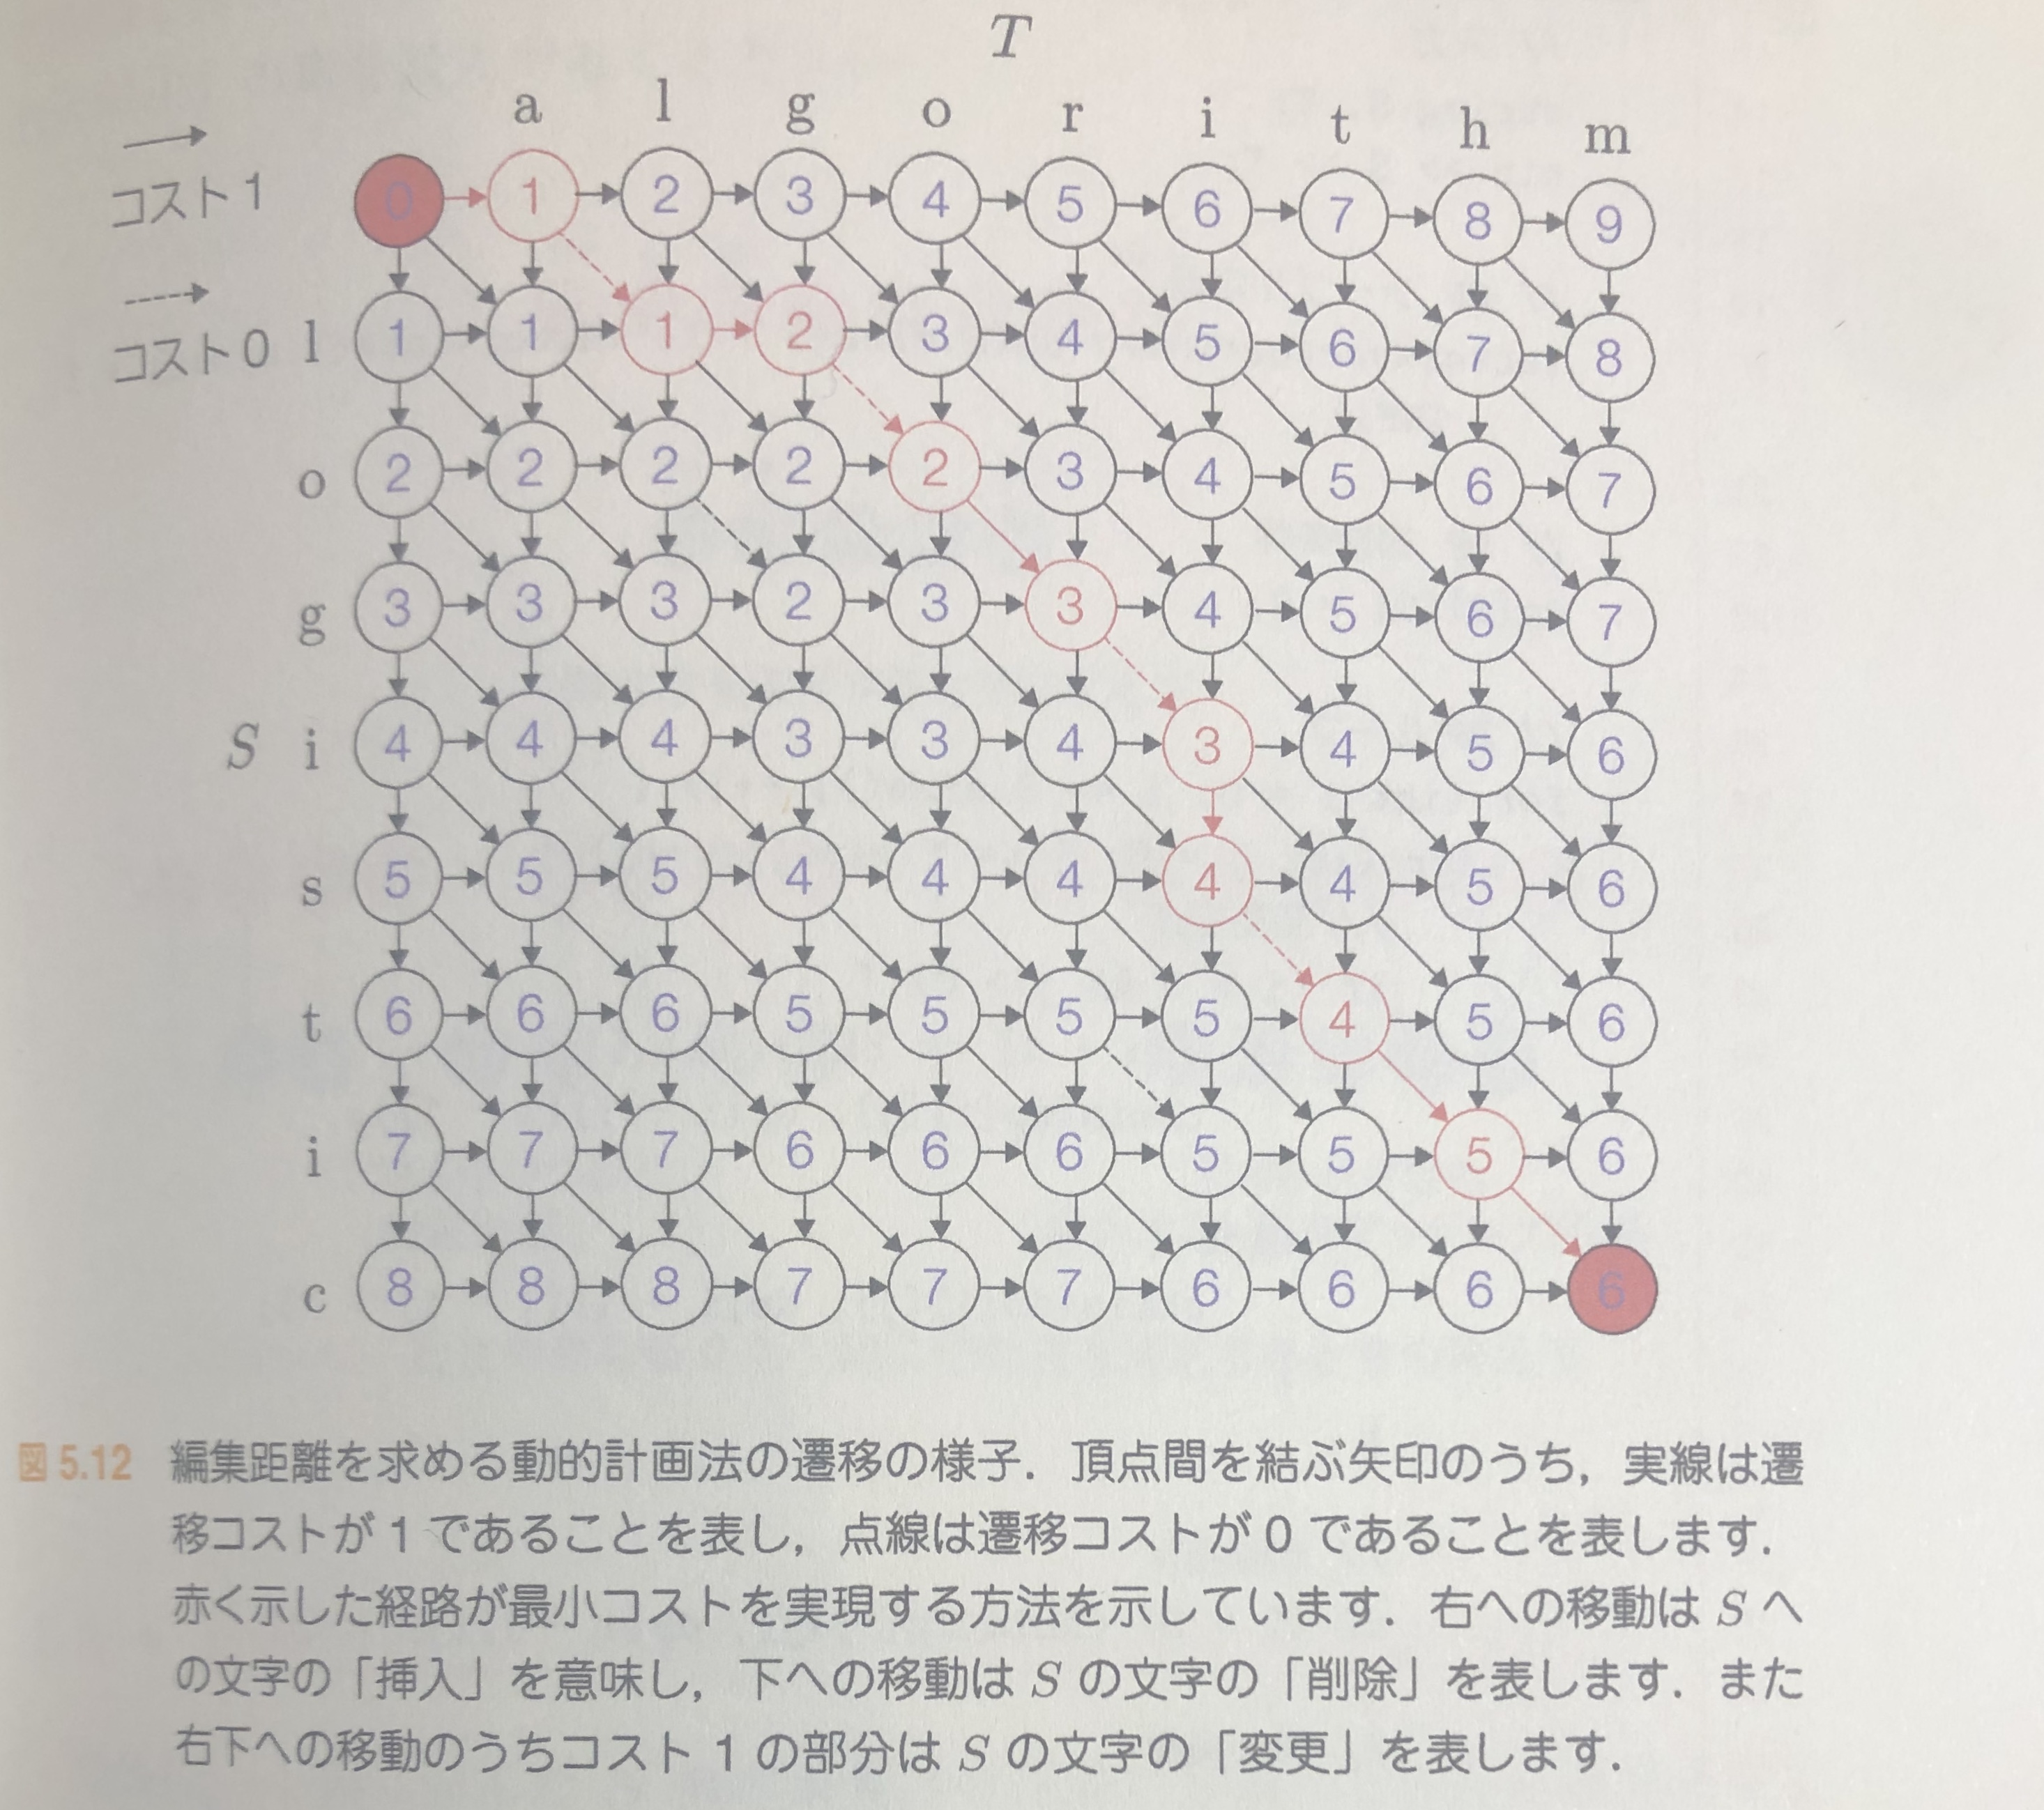 T
a l g o r i t h m
コスト1
0 1 2 3 4 5 6 7 8 9
コスト0
l 1 1 1 2 3 4 5 6 7 8
o 2 2 2 2 2 3 4 5 6 7
g 3 3 3 2 3 3 4 5 6 7
S i 4 4 4 3 3 4 3 4 5 6
s 5 5 5 4 4 4 4 4 5 6
t 6 6 6 5 5 5 5 4 5 6
i 7 7 7 6 6 6 5 5 5 6
c 8 8 8 7 7 7 6 6 6 6
図 5.12 編集距離を求める動的計画法の遷移の様子．頂点間を結ぶ矢印のうち，実線は遷
移コストが 1 であることを表し，点線は遷移コストが 0 であることを表します．
赤く示した経路が最小コストを実現する方法を示しています．右への移動は S へ
の文字の「挿入」を意味し，下への移動は S の文字の「削除」を表します．また
右下への移動のうちコスト 1 の部分は S の文字の「変更」を表します．